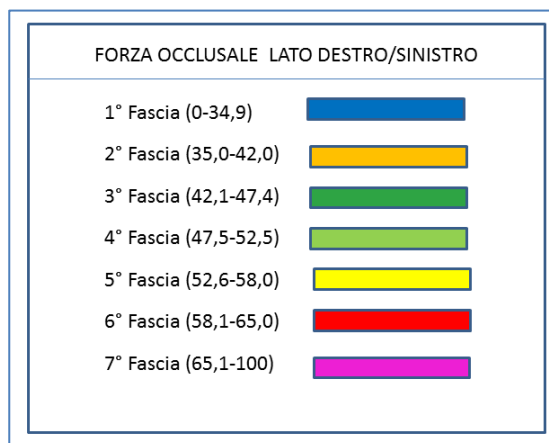 FORZA OCCLUSALE LATO DESTRO/SINISTRO
1° Fascia (0-34,9)
2° Fascia (35,0-42,0)
3° Fascia (42,1-47,4)
4° Fascia (47,5-52,5)
5° Fascia (52,6-58,0)
6° Fascia (58,1-65,0)
7° Fascia (65,1-100)